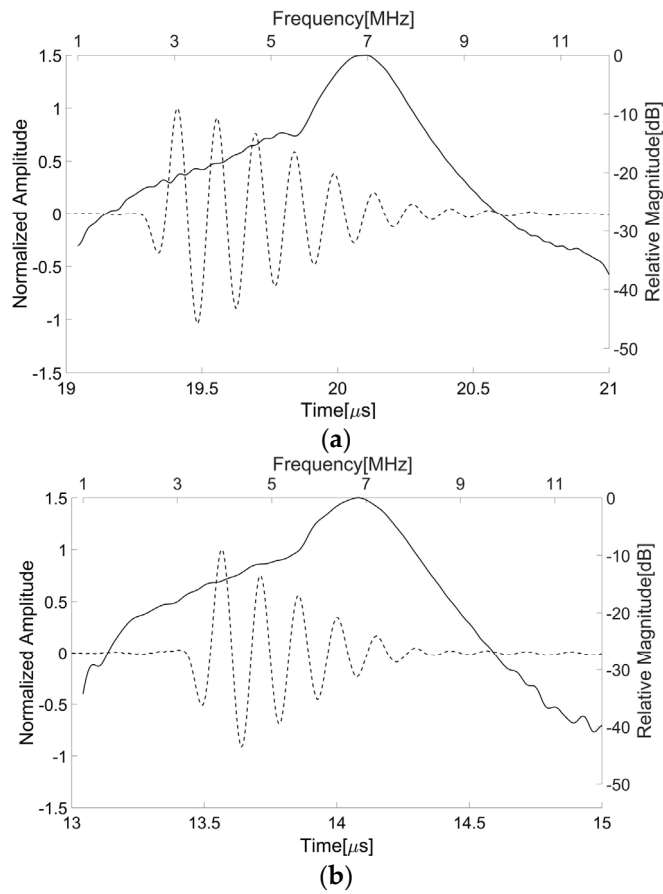 Frequency[MHz]
1 3 5 7 9 11
1.5 0
1 -10
0.5 -20
0 -30
-0.5 -40
-1 -50
-1.5
Normalized Amplitude
Relative Magnitude[dB]
19 19.5 20 20.5 21
Time[μs]
(a)
Frequency[MHz]
1 3 5 7 9 11
1.5 0
1 -10
0.5 -20
0 -30
-0.5 -40
-1 -50
-1.5
Normalized Amplitude
Relative Magnitude[dB]
13 13.5 14 14.5 15
Time[μs]
(b)